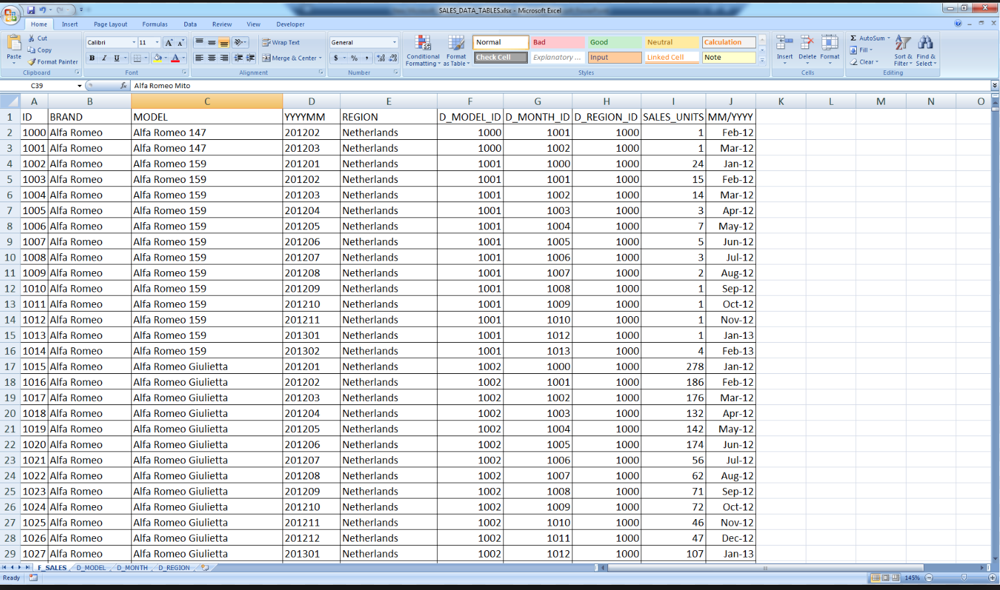 SALES_DATA_TABLES.xlsx - Microsoft Excel
Home Insert Page Layout Formulas Data Review View Developer
Paste Cut Copy Format Painter Clipboard
Calibri 11 B I U Font
Wrap Text Merge & Center Alignment
General $ % , Number
Conditional Formatting Format as Table
Normal Bad Good Neutral Calculation
Check Cell Explanatory ... Input Linked Cell Note
Styles
Insert Delete Format Cells
Σ AutoSum Fill Clear Sort & Filter Find & Select Editing
C39 fx Alfa Romeo Mito
A B C D E F G H I J K L M N O
1 ID BRAND MODEL YYYYMM REGION D_MODEL_ID D_MONTH_ID D_REGION_ID SALES_UNITS MM/YYYY
2 1000 Alfa Romeo Alfa Romeo 147 201202 Netherlands 1000 1001 1000 1 Feb-12
3 1001 Alfa Romeo Alfa Romeo 147 201203 Netherlands 1000 1002 1000 1 Mar-12
4 1002 Alfa Romeo Alfa Romeo 159 201201 Netherlands 1001 1000 1000 24 Jan-12
5 1003 Alfa Romeo Alfa Romeo 159 201202 Netherlands 1001 1001 1000 15 Feb-12
6 1004 Alfa Romeo Alfa Romeo 159 201203 Netherlands 1001 1002 1000 14 Mar-12
7 1005 Alfa Romeo Alfa Romeo 159 201204 Netherlands 1001 1003 1000 3 Apr-12
8 1006 Alfa Romeo Alfa Romeo 159 201205 Netherlands 1001 1004 1000 7 May-12
9 1007 Alfa Romeo Alfa Romeo 159 201206 Netherlands 1001 1005 1000 5 Jun-12
10 1008 Alfa Romeo Alfa Romeo 159 201207 Netherlands 1001 1006 1000 3 Jul-12
11 1009 Alfa Romeo Alfa Romeo 159 201208 Netherlands 1001 1007 1000 2 Aug-12
12 1010 Alfa Romeo Alfa Romeo 159 201209 Netherlands 1001 1008 1000 1 Sep-12
13 1011 Alfa Romeo Alfa Romeo 159 201210 Netherlands 1001 1009 1000 1 Oct-12
14 1012 Alfa Romeo Alfa Romeo 159 201211 Netherlands 1001 1010 1000 1 Nov-12
15 1013 Alfa Romeo Alfa Romeo 159 201301 Netherlands 1001 1012 1000 1 Jan-13
16 1014 Alfa Romeo Alfa Romeo 159 201302 Netherlands 1001 1013 1000 4 Feb-13
17 1015 Alfa Romeo Alfa Romeo Giulietta 201201 Netherlands 1002 1000 1000 278 Jan-12
18 1016 Alfa Romeo Alfa Romeo Giulietta 201202 Netherlands 1002 1001 1000 186 Feb-12
19 1017 Alfa Romeo Alfa Romeo Giulietta 201203 Netherlands 1002 1002 1000 176 Mar-12
20 1018 Alfa Romeo Alfa Romeo Giulietta 201204 Netherlands 1002 1003 1000 132 Apr-12
21 1019 Alfa Romeo Alfa Romeo Giulietta 201205 Netherlands 1002 1004 1000 142 May-12
22 1020 Alfa Romeo Alfa Romeo Giulietta 201206 Netherlands 1002 1005 1000 174 Jun-12
23 1021 Alfa Romeo Alfa Romeo Giulietta 201207 Netherlands 1002 1006 1000 56 Jul-12
24 1022 Alfa Romeo Alfa Romeo Giulietta 201208 Netherlands 1002 1007 1000 62 Aug-12
25 1023 Alfa Romeo Alfa Romeo Giulietta 201209 Netherlands 1002 1008 1000 71 Sep-12
26 1024 Alfa Romeo Alfa Romeo Giulietta 201210 Netherlands 1002 1009 1000 72 Oct-12
27 1025 Alfa Romeo Alfa Romeo Giulietta 201211 Netherlands 1002 1010 1000 46 Nov-12
28 1026 Alfa Romeo Alfa Romeo Giulietta 201212 Netherlands 1002 1011 1000 47 Dec-12
29 1027 Alfa Romeo Alfa Romeo Giulietta 201301 Netherlands 1002 1012 1000 107 Jan-13
F_SALES D_MODEL D_MONTH D_REGION
Ready 145%